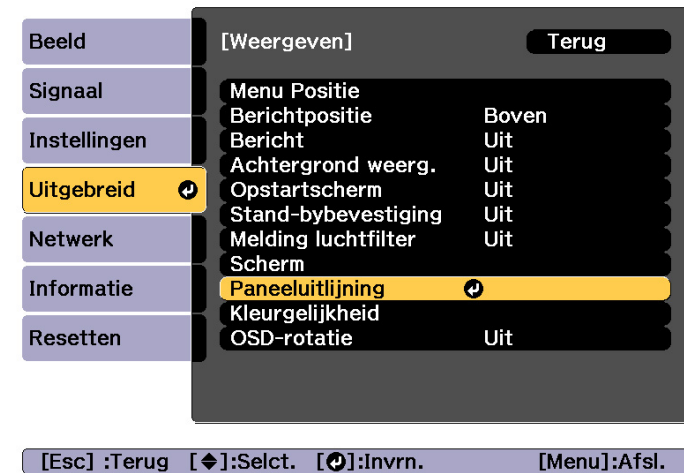 Beeld
Signaal
Instellingen
Uitgebreid
Netwerk
Informatie
Resetten
[Weergeven] Terug
Menu Positie
Berichtpositie Boven
Bericht Uit
Achtergrond weerg. Uit
Opstartscherm Uit
Stand-bybevestiging Uit
Melding luchtfilter Uit
Scherm
Paneeluitlijning
Kleurgelijkheid
OSD-rotatie Uit
[Esc] :Terug [◆]:Selct. [↵]:Invrn. [Menu]:Afsl.